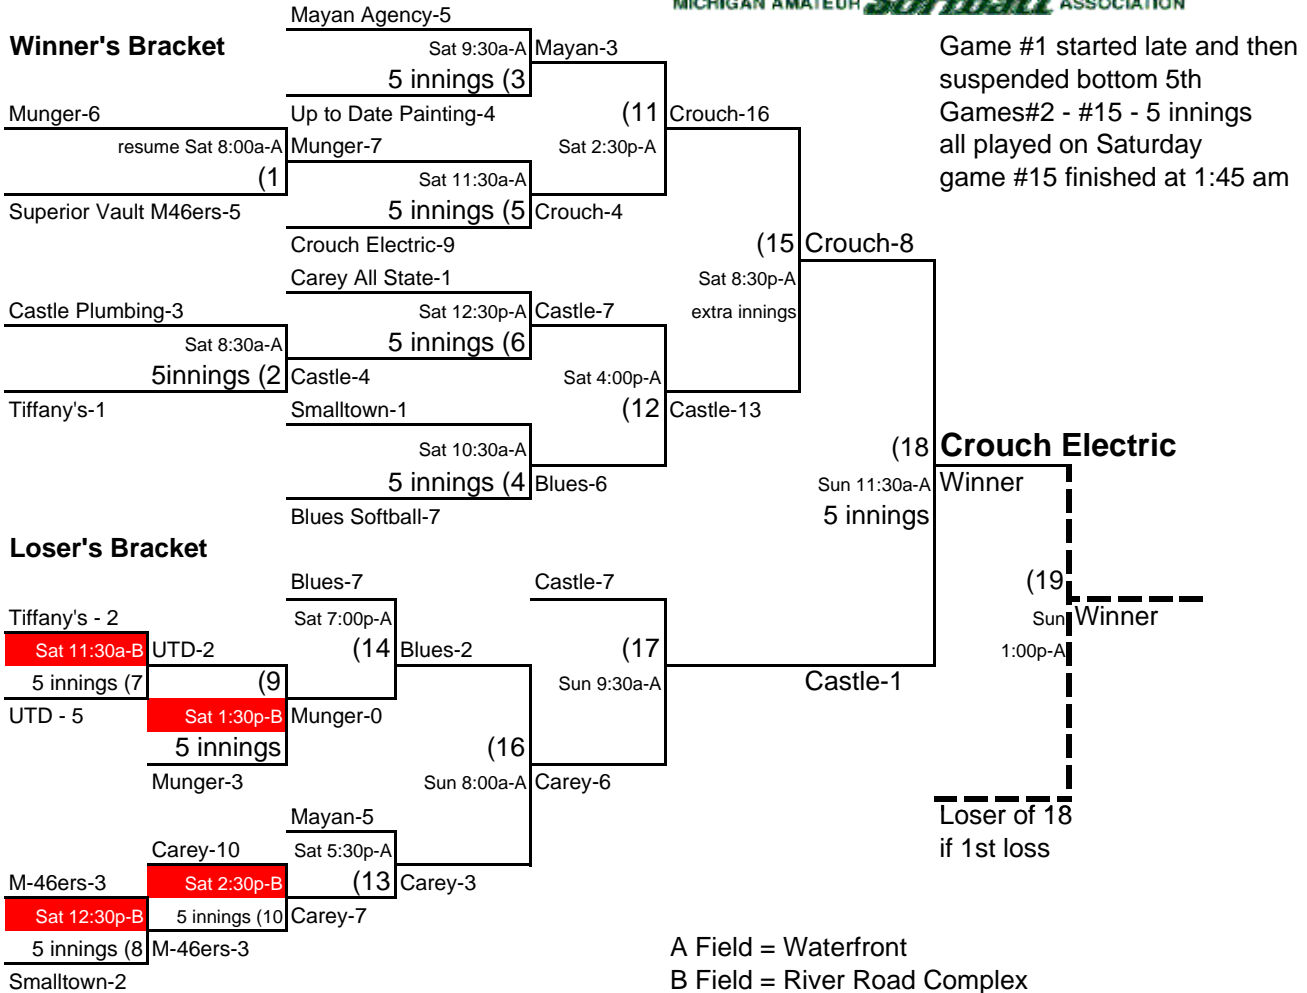 MICHIGAN AMATEUR Softball ASSOCIATION
Winner's Bracket
Game #1 started late and then
suspended bottom 5th
Games#2 - #15 - 5 innings
all played on Saturday
game #15 finished at 1:45 am
Mayan Agency-5
Sat 9:30a-A
5 innings (3
Up to Date Painting-4
Mayan-3
Munger-6
resume Sat 8:00a-A
(1
Superior Vault M46ers-5
Munger-7
Sat 11:30a-A
5 innings (5
Crouch Electric-9
Crouch-4
(11
Sat 2:30p-A
Crouch-16
Carey All State-1
Sat 12:30p-A
5 innings (6
Castle Plumbing-3
Sat 8:30a-A
5innings (2
Tiffany's-1
Castle-4
Castle-7
Smalltown-1
Sat 10:30a-A
5 innings (4
Blues Softball-7
Blues-6
Sat 4:00p-A
(12
Castle-13
(15
Sat 8:30p-A
extra innings
Crouch-8
(18
Sun 11:30a-A
5 innings
Crouch Electric
Winner
(19
Sun
1:00p-A
Winner
Loser of 18
if 1st loss
Loser's Bracket
Tiffany's - 2
Sat 11:30a-B
5 innings (7
UTD - 5
UTD-2
(9
Sat 1:30p-B
5 innings
Munger-3
Blues-7
Sat 7:00p-A
(14
Munger-0
Blues-2
M-46ers-3
Sat 12:30p-B
5 innings (8
Smalltown-2
Carey-10
Sat 2:30p-B
5 innings (10
M-46ers-3
Mayan-5
Sat 5:30p-A
(13
Carey-7
Carey-3
(16
Sun 8:00a-A
Castle-7
(17
Sun 9:30a-A
Carey-6
Castle-1
A Field = Waterfront
B Field = River Road Complex